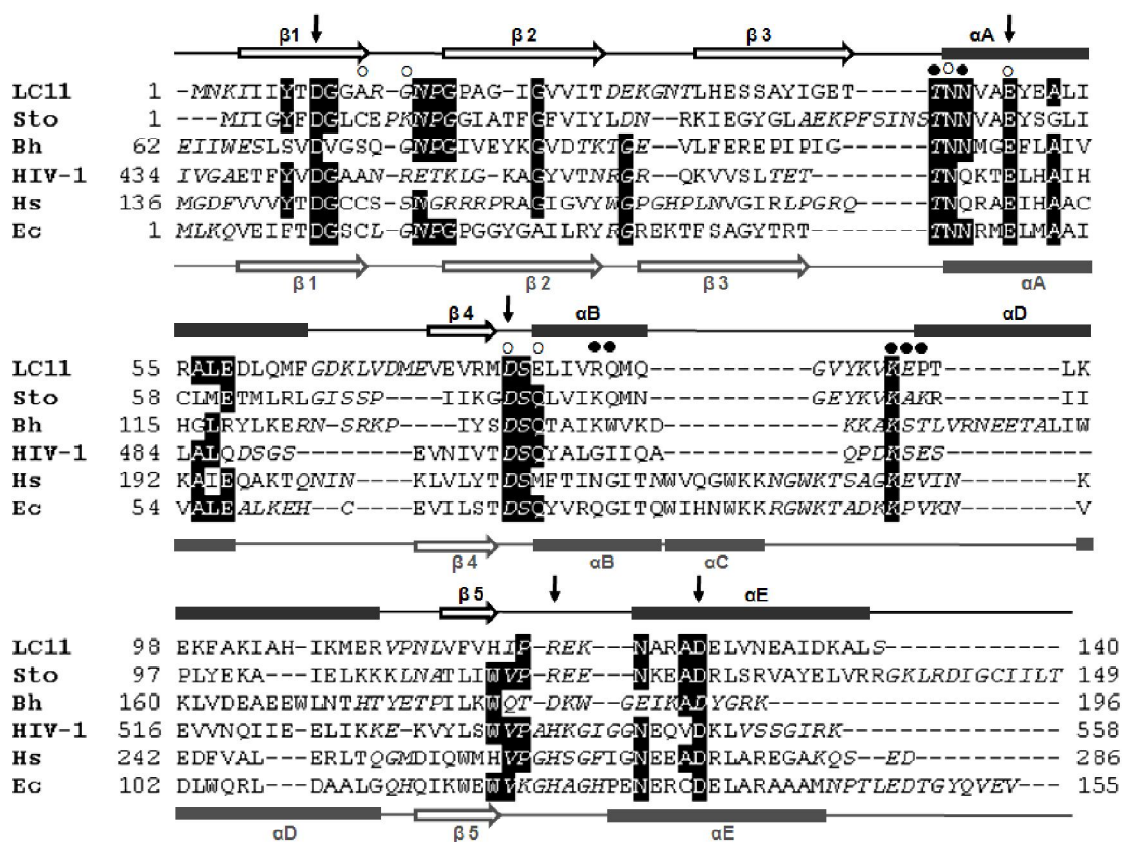 β1 β2 β3 αA
LC11 1 -MNKIIIYTDGGAR-GNPGPAG-IGVVITDEKGNTLHESSAYIGET-----TNNVAEYEALI
Sto 1 ---MIIGYFDGLCEPKNPGGIATFGFVIYLDN--RKIEGYGLAEKPFSINSTNNVAEYSGLI
Bh 62 EIIWESLSVDVGSQ-GNPGIVEYKGVDTKTGE--VLFEREPIPIG------TNNMGEFLAIV
HIV-1 434 IVGAETFYVDGAAN-RETKLG-KAGYVTNRGR--QKVVSLTET--------TNQKTELHAIH
Hs 136 MGDFVVVYTDGCCS-SNGRRRPRAGIGVYWGPGHPLNVGIRLPGRQ-----TNQRAEIHAAC
Ec 1 MLKQVEIFTDGSCL-GNPGPGGYGAILRYRGREKTFSAGYTRT--------TNNRMELMAAI
β1 β2 β3 αA
β4 αB αD
LC11 55 RALEDLQMFGDKLVDMEVEVRMDSELIVRQMQ-----------GVYKVKEPT--------LK
Sto 58 CLMETMLRLGISSP----IIKGDSQLVIKQMN-----------GEYKVKAKR--------II
Bh 115 HGLRYLKERN-SRKP----IYSDSQTAIKWVKD------------KKAKSTLVRNEETALIW
HIV-1 484 LALQDSGS--------EVNIVTDSQYALGIIQA------------QPDKSES----------
Hs 192 KAIEQAKTQNIN----KLVLYTDSMFTINGITNWVQGWKKNGWKTSAGKEVIN--------K
Ec 54 VALEALKEH--C----EVILSTDSQYVRQGITQWIHNWKKRGWKTADKKPVKN--------V
β4 αB αC
β5 αE
LC11 98 EKFAKIAH-IKMERVPNLVFVHIP-REK---NARADELVNEAIDKALS------------- 140
Sto 97 PLYEKA---IELKKKLNATLIWVP-REE---NKEADRLSRVAYELVRRGKLRDIGCIILT 149
Bh 160 KLVDEAEEWLNTHTYETPILKWQT-DKW--GEIKADYGRK-------------------- 196
HIV-1 516 EVVNQIIE-ELIKKE-KVYLSWVPAHKGIGGNEQVDKLVSSGIRK--------------- 558
Hs 242 EDFVAL---ERLTQGMDIQWMHVPGHSGFIGNEEADRLAREGAKQS--ED---------- 286
Ec 102 DLWQRL---DAALGQHQIKWEWVKGHAGHPENERCDELARAAAMNPTLEDTGYQVEV--- 155
αD β5 αE